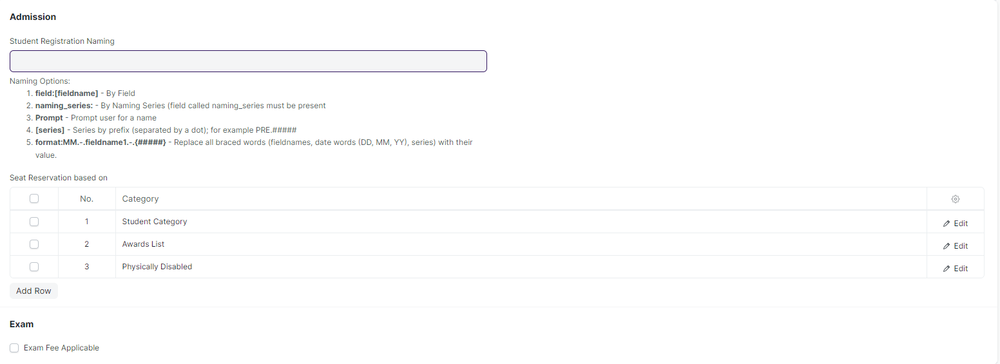 Admission
Student Registration Naming
Naming Options:
1. field:[fieldname] - By Field
2. naming_series: - By Naming Series (field called naming_series must be present
3. Prompt - Prompt user for a name
4. [series] - Series by prefix (separated by a dot); for example PRE.#####
5. format:MM.-.fieldname1.-.{#####} - Replace all braced words (fieldnames, date words (DD, MM, YY), series) with their
value.
Seat Reservation based on
No. Category
1 Student Category Edit
2 Awards List Edit
3 Physically Disabled Edit
Add Row
Exam
Exam Fee Applicable